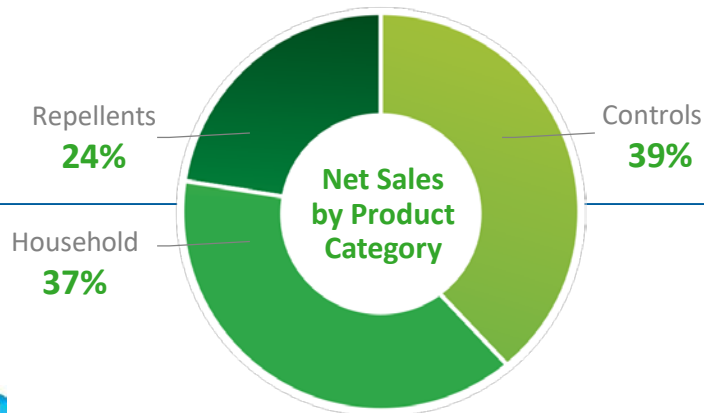 Repellents
24%
Controls
39%
Net Sales
by Product
Category
Household
37%